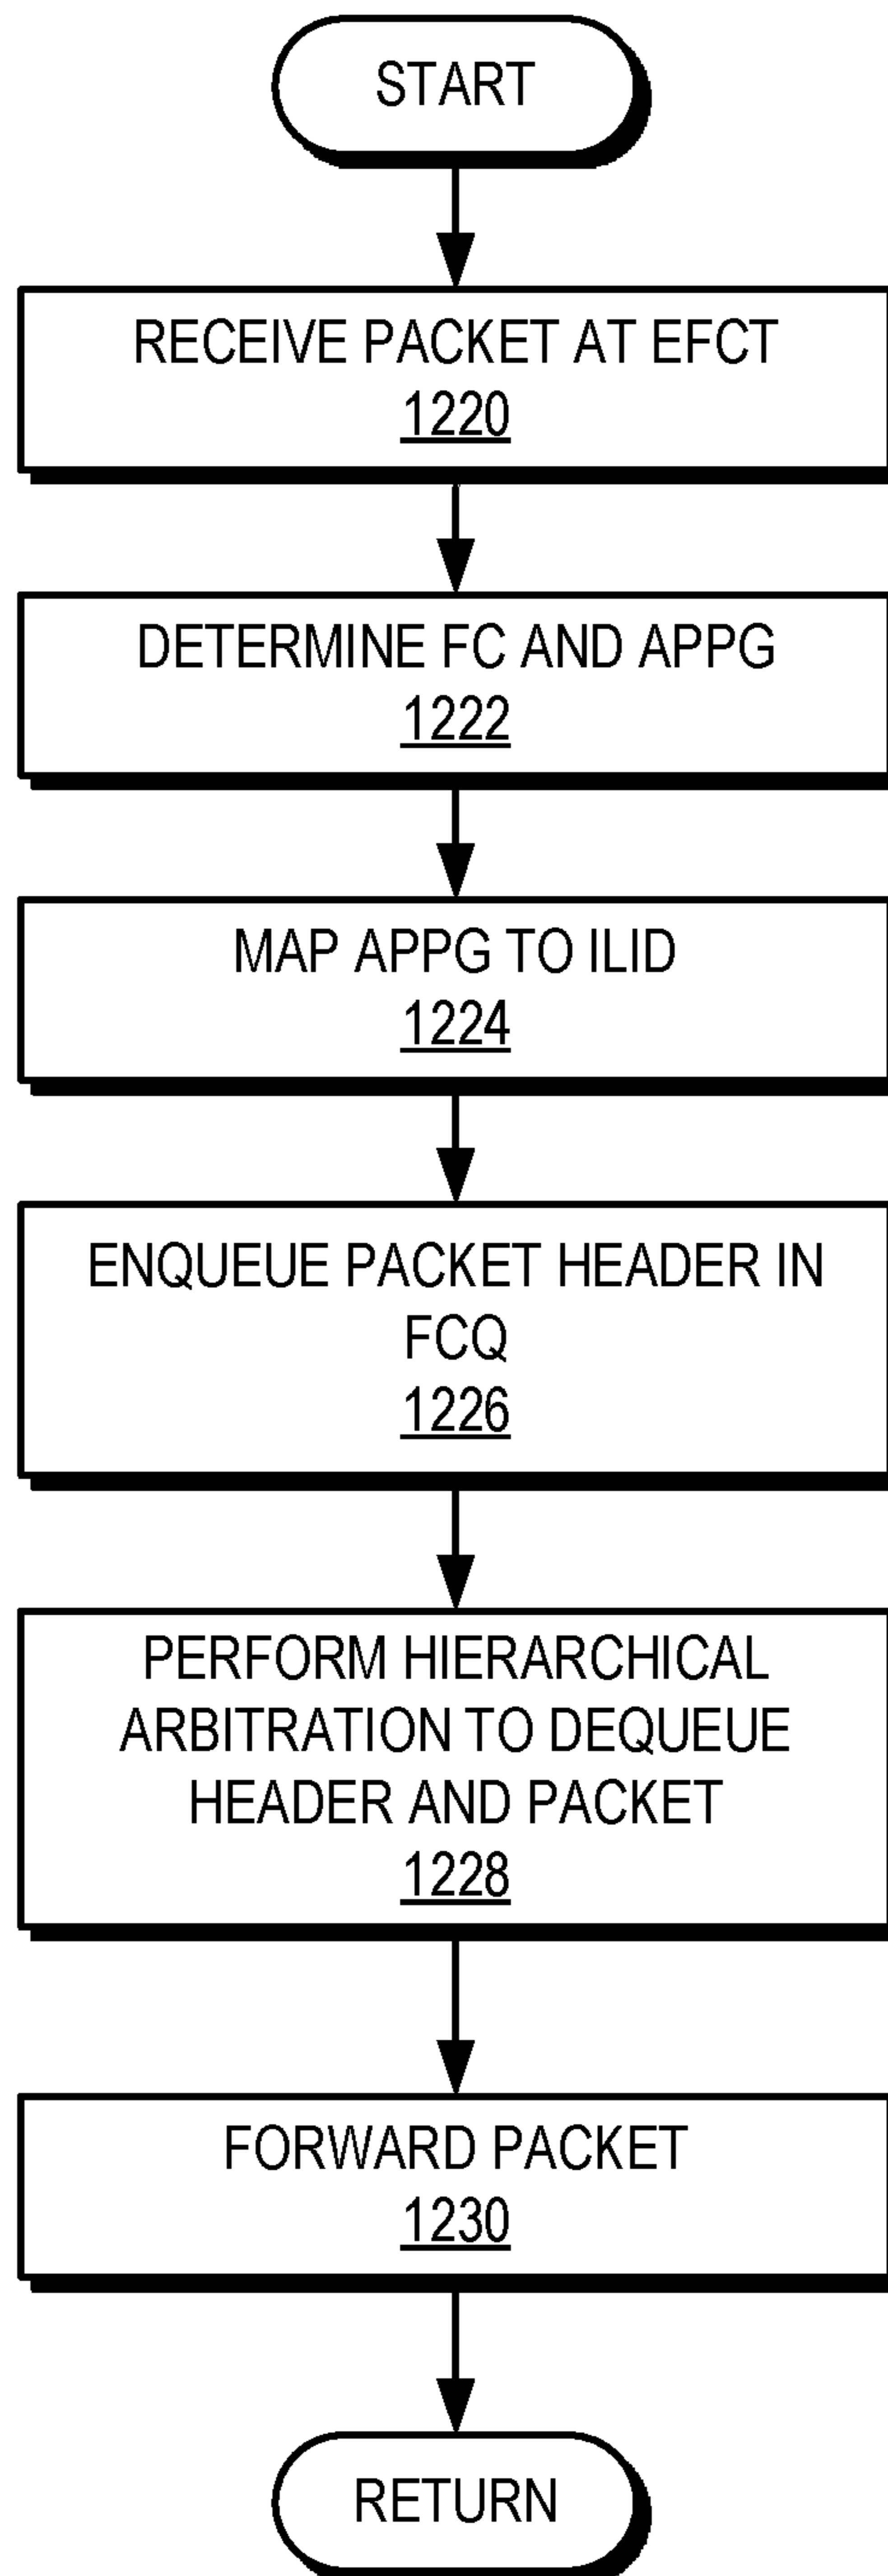 START
RECEIVE PACKET AT EFCT
1220
DETERMINE FC AND APPG
1222
MAP APPG TO ILID
1224
ENQUEUE PACKET HEADER IN
FCQ
1226
PERFORM HIERARCHICAL
ARBITRATION TO DEQUEUE
HEADER AND PACKET
1228
FORWARD PACKET
1230
RETURN